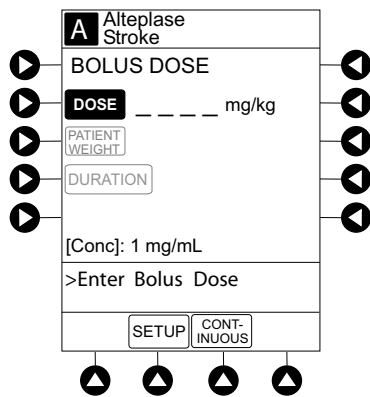 A Alteplase
Stroke
BOLUS DOSE
DOSE _ _ _ _ mg/kg
PATIENT
WEIGHT
DURATION
[Conc]: 1 mg/mL
>Enter Bolus Dose
SETUP CONT-
INUOUS